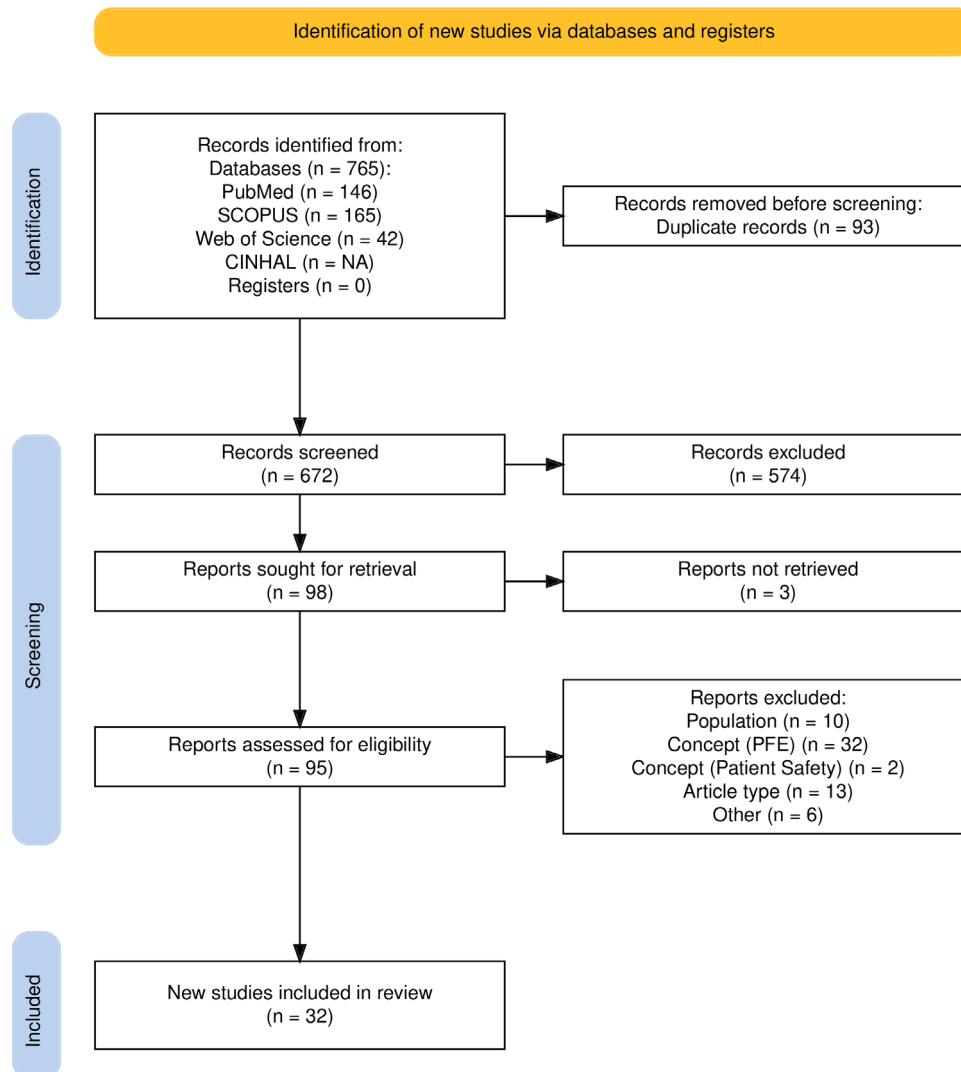 Identification of new studies via databases and registers
Identification
Records identified from:
Databases (n = 765):
PubMed (n = 146)
SCOPUS (n = 165)
Web of Science (n = 42)
CINHAL (n = NA)
Registers (n = 0)
Records removed before screening:
Duplicate records (n = 93)
Screening
Records screened
(n = 672)
Records excluded
(n = 574)
Reports sought for retrieval
(n = 98)
Reports not retrieved
(n = 3)
Reports assessed for eligibility
(n = 95)
Reports excluded:
Population (n = 10)
Concept (PFE) (n = 32)
Concept (Patient Safety) (n = 2)
Article type (n = 13)
Other (n = 6)
Included
New studies included in review
(n = 32)